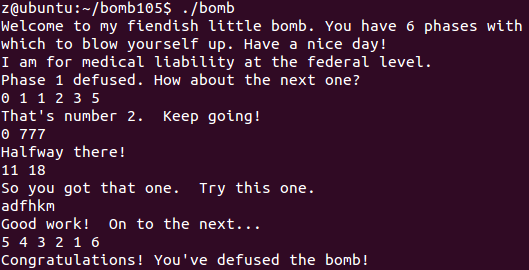 z@ubuntu:~/bomb105$ ./bomb
Welcome to my fiendish little bomb. You have 6 phases with
which to blow yourself up. Have a nice day!
I am for medical liability at the federal level.
Phase 1 defused. How about the next one?
0 1 1 2 3 5
That's number 2.  Keep going!
0 777
Halfway there!
11 18
So you got that one.  Try this one.
adfhkm
Good work!  On to the next...
5 4 3 2 1 6
Congratulations! You've defused the bomb!